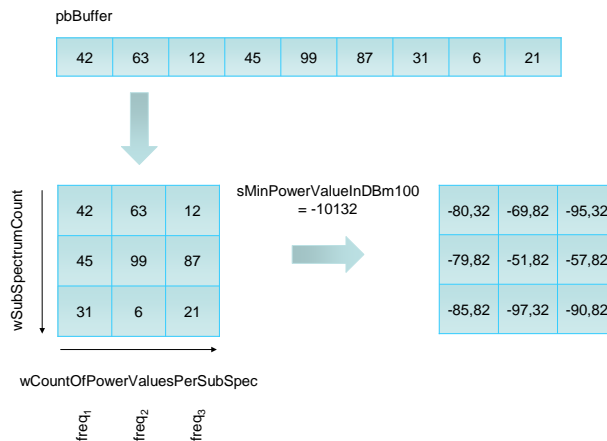 pbBuffer
42 63 12 45 99 87 31 6 21
wSubSpectrumCount
42 63 12
45 99 87
31 6 21
sMinPowerValueInDBm100
= -10132
-80,32 -69,82 -95,32
-79,82 -51,82 -57,82
-85,82 -97,32 -90,82
wCountOfPowerValuesPerSubSpec
freq1 freq2 freq3